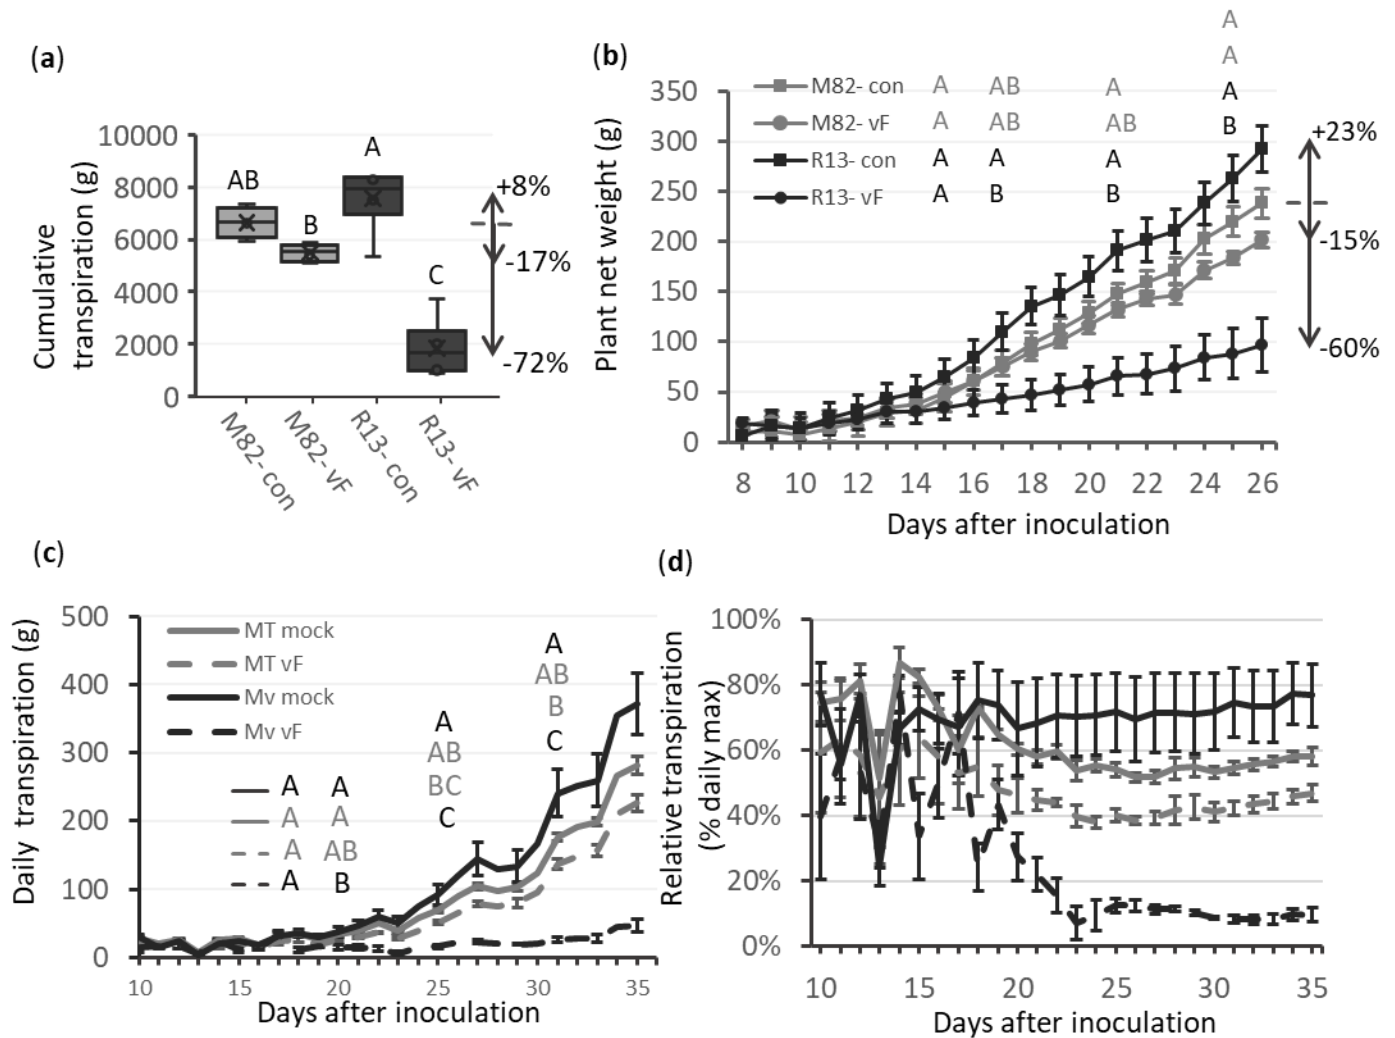 (a)
Cumulative
transpiration (g)
10000
8000
6000
4000
2000
0
AB
B
A
C
+8%
-17%
-72%
M82- con
M82- vF
R13- con
R13- vF
(b)
Plant net weight (g)
350
300
250
200
150
100
50
0
A
A
M82- con A AB A A
M82- vF A AB AB B
R13- con A A A
R13- vF A B B
+23%
-15%
-60%
8 10 12 14 16 18 20 22 24 26
Days after inoculation
(c)
Daily transpiration (g)
500
400
300
200
100
0
MT mock
MT vF
Mv mock
Mv vF
A A
A A
A AB
A B
A
AB
BC
C
A
AB
B
C
10 15 20 25 30 35
Days after inoculation
(d)
Relative transpiration
(% daily max)
100%
80%
60%
40%
20%
0%
10 15 20 25 30 35
Days after inoculation